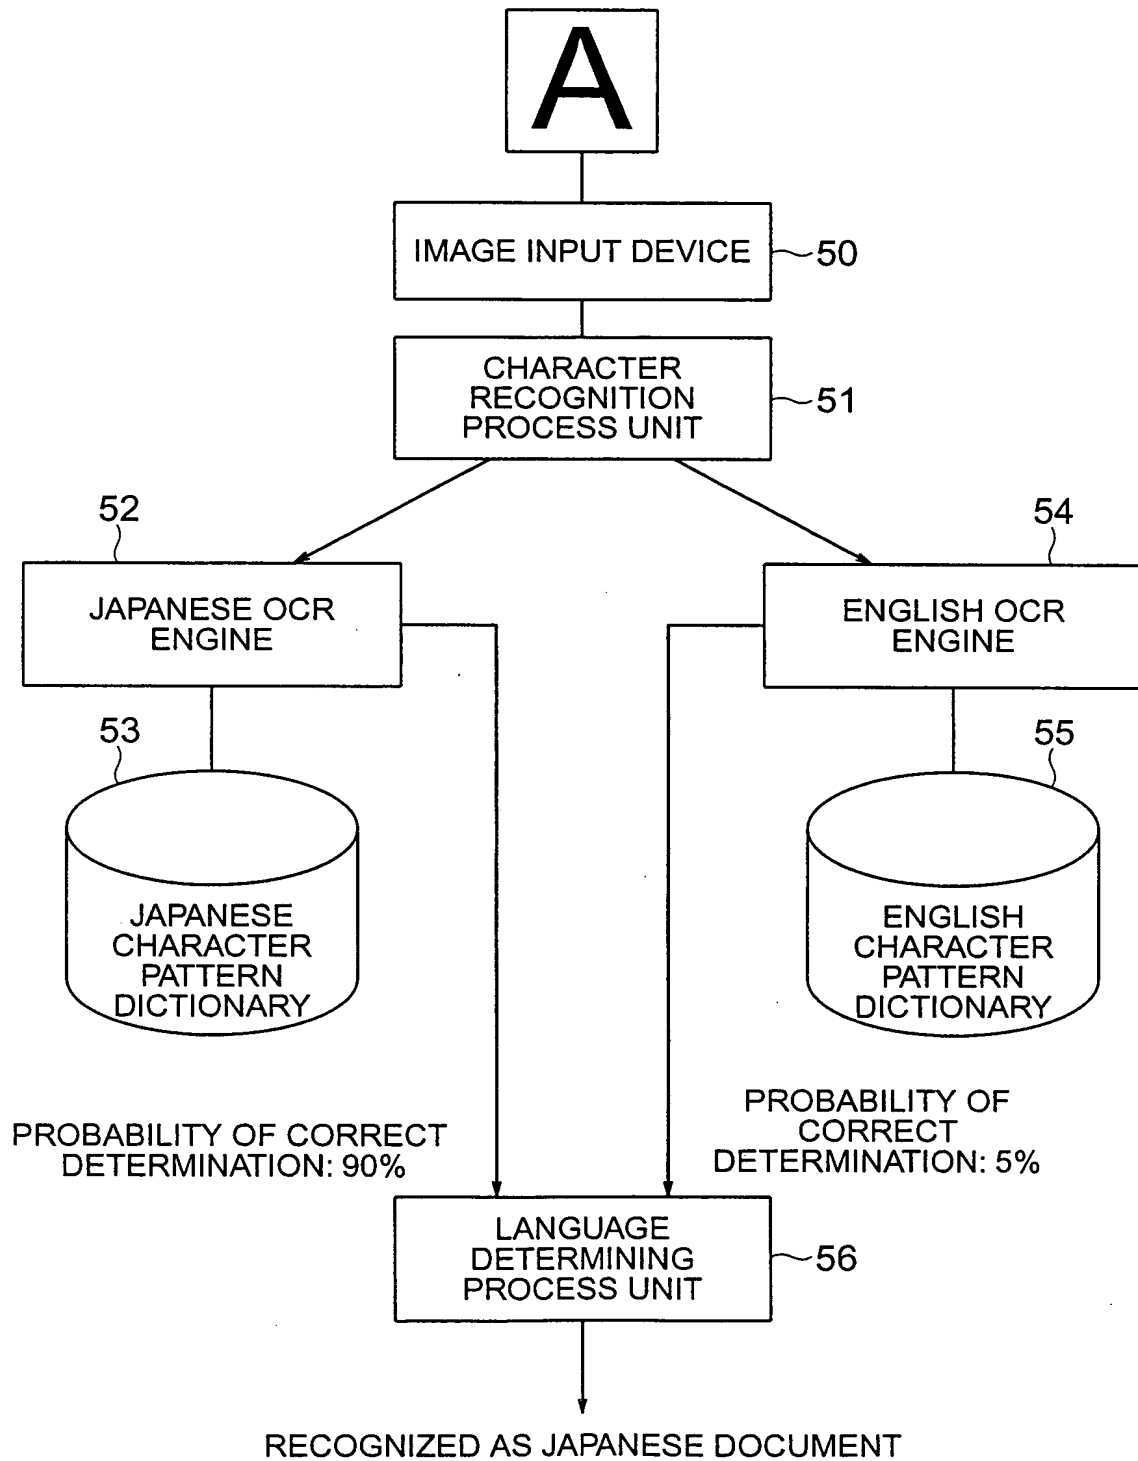 A
IMAGE INPUT DEVICE
50
CHARACTER
RECOGNITION
PROCESS UNIT
51
52
54
JAPANESE OCR
ENGINE
ENGLISH OCR
ENGINE
53
55
JAPANESE
CHARACTER
PATTERN
DICTIONARY
ENGLISH
CHARACTER
PATTERN
DICTIONARY
PROBABILITY OF CORRECT
DETERMINATION: 90%
PROBABILITY OF
CORRECT
DETERMINATION: 5%
LANGUAGE
DETERMINING
PROCESS UNIT
56
RECOGNIZED AS JAPANESE DOCUMENT